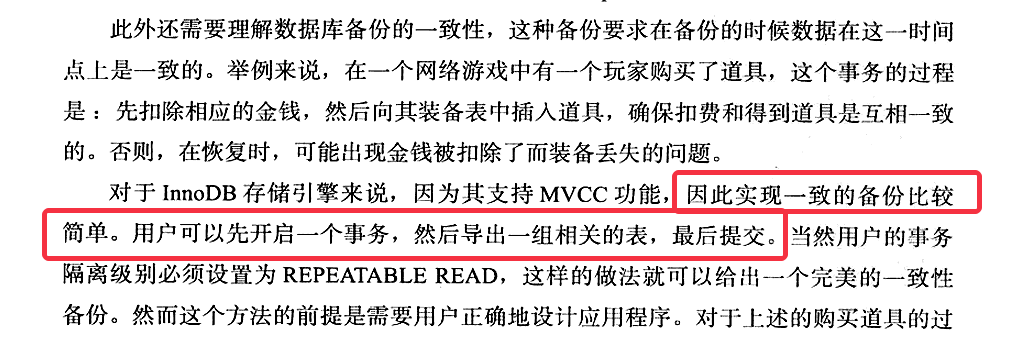 此外还需要理解数据库备份的一致性，这种备份要求在备份的时候数据在这一时间
点上是一致的。举例来说，在一个网络游戏中有一个玩家购买了道具，这个事务的过程
是：先扣除相应的金钱，然后向其装备表中插入道具，确保扣费和得到道具是互相一致
的。否则，在恢复时，可能出现金钱被扣除了而装备丢失的问题。
对于 InnoDB 存储引擎来说，因为其支持 MVCC 功能，因此实现一致的备份比较
简单。用户可以先开启一个事务，然后导出一组相关的表，最后提交。当然用户的事务
隔离级别必须设置为 REPEATABLE READ，这样的做法就可以给出一个完美的一致性
备份。然而这个方法的前提是需要用户正确地设计应用程序。对于上述的购买道具的过